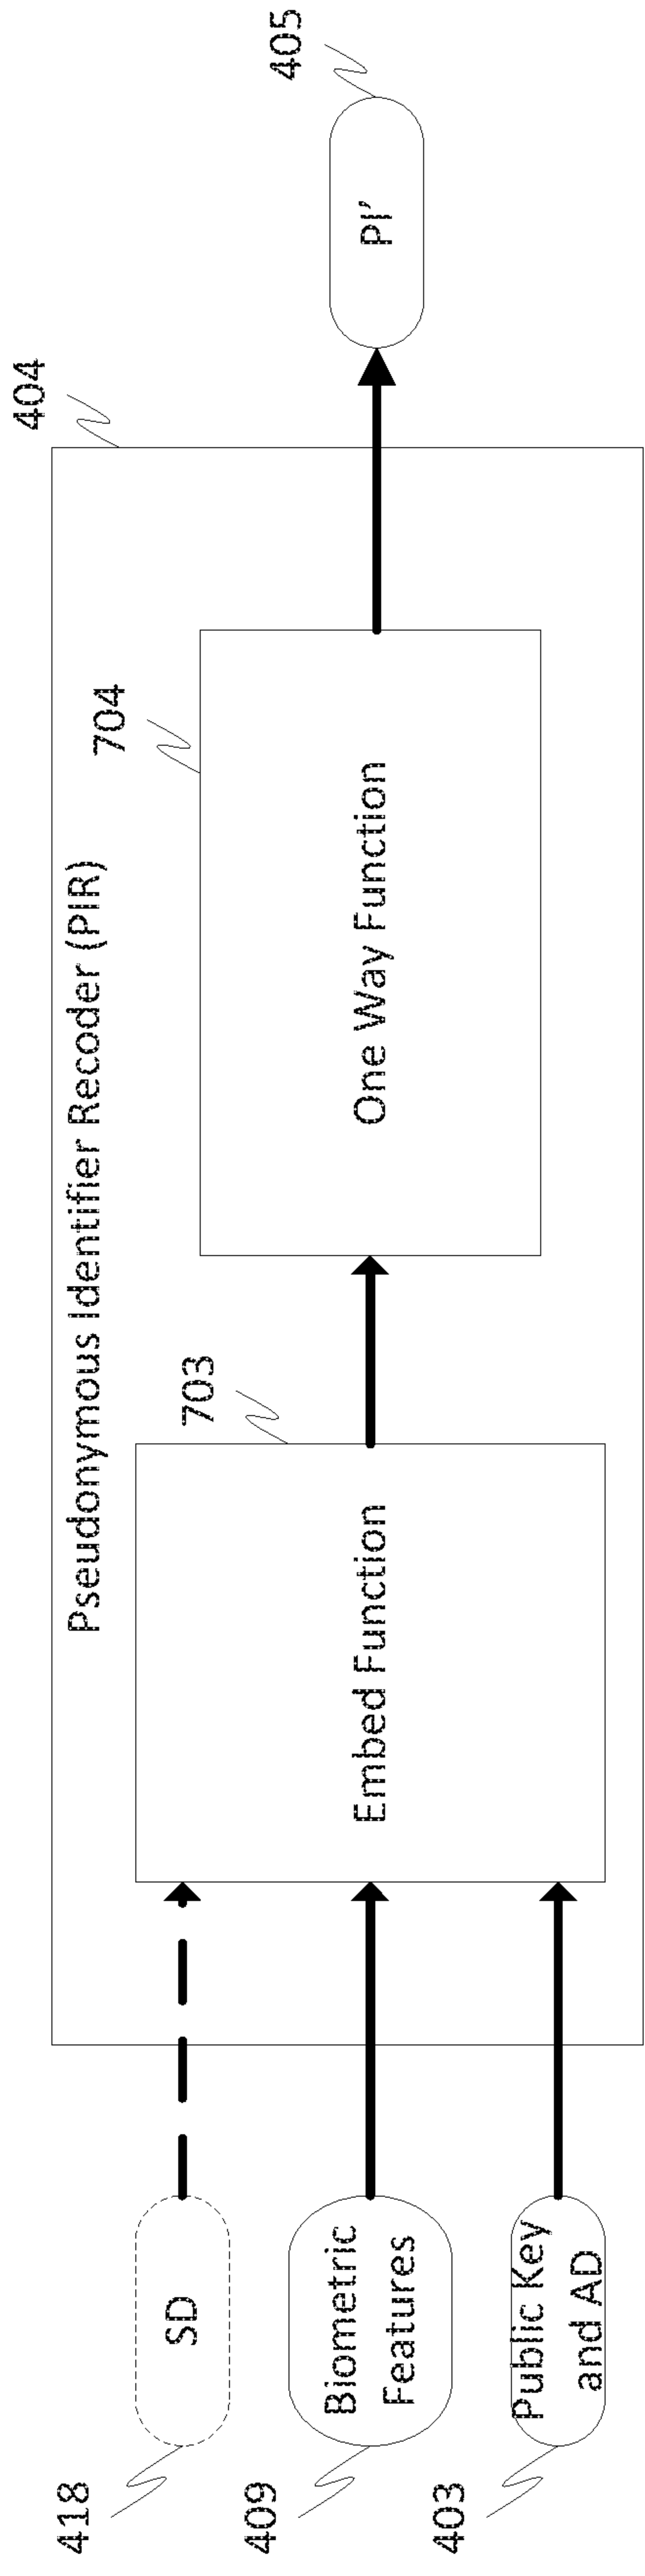 404
405
Pseudonymous Identifier Recoder (PIR)
704
703
418
SD
Embed Function
One Way Function
PI'
409
Biometric
Features
403
Public Key
and AD